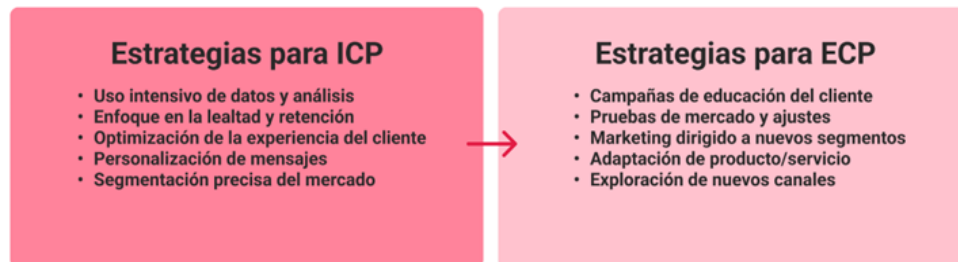 Estrategias para ICP
• Uso intensivo de datos y análisis
• Enfoque en la lealtad y retención
• Optimización de la experiencia del cliente
• Personalización de mensajes
• Segmentación precisa del mercado
Estrategias para ECP
• Campañas de educación del cliente
• Pruebas de mercado y ajustes
• Marketing dirigido a nuevos segmentos
• Adaptación de producto/servicio
• Exploración de nuevos canales